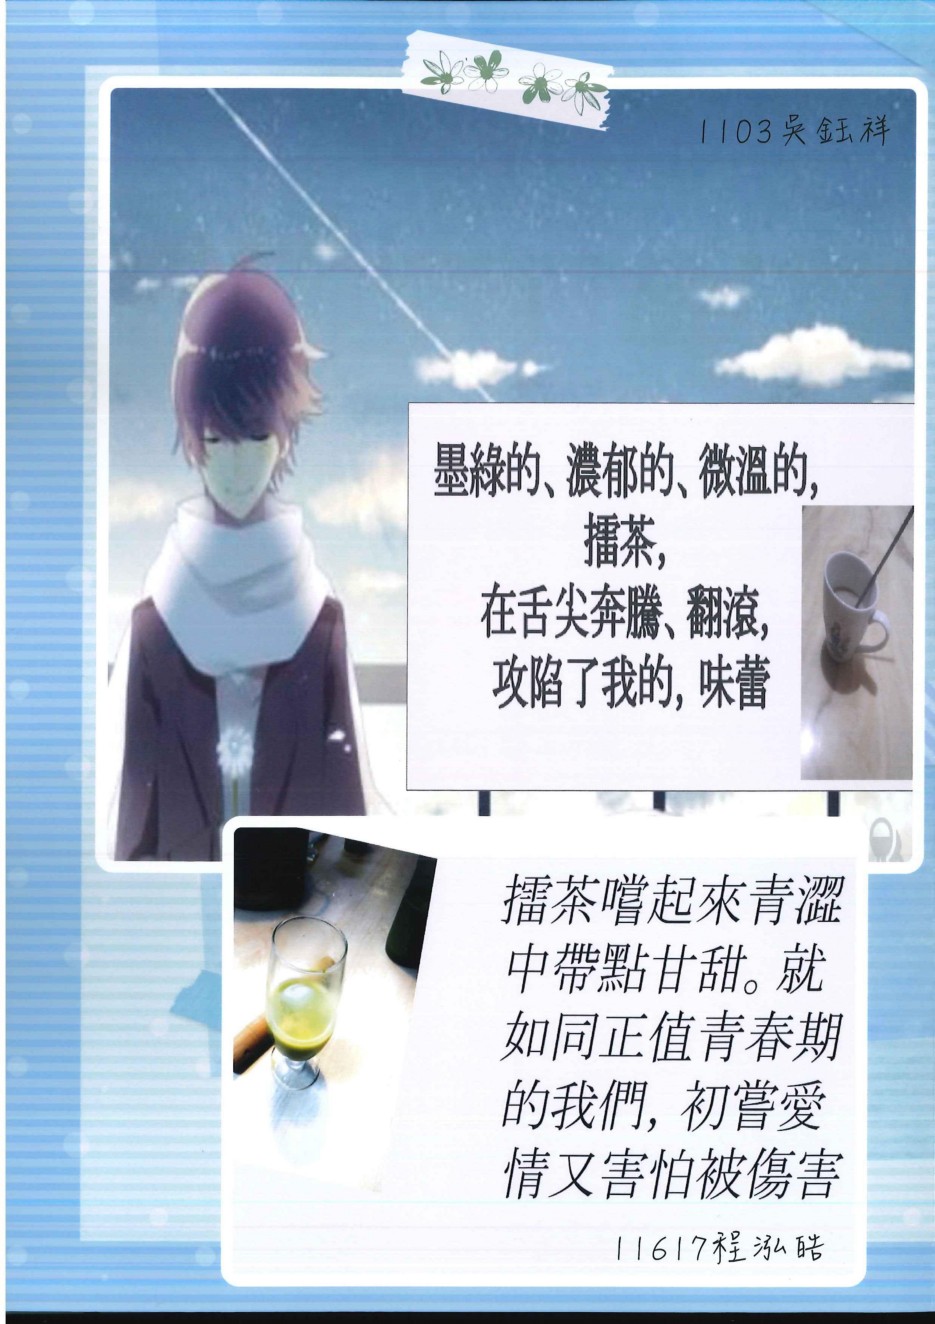 1103吳鈺祥
墨綠的、濃郁的、微溫的,
擂茶,
在舌尖奔騰、翻滾,
攻陷了我的, 味蕾
擂茶嚐起來青澀
中帶點甘甜。就
如同正值青春期
的我們, 初嘗愛
情又害怕被傷害
11617程泓皓